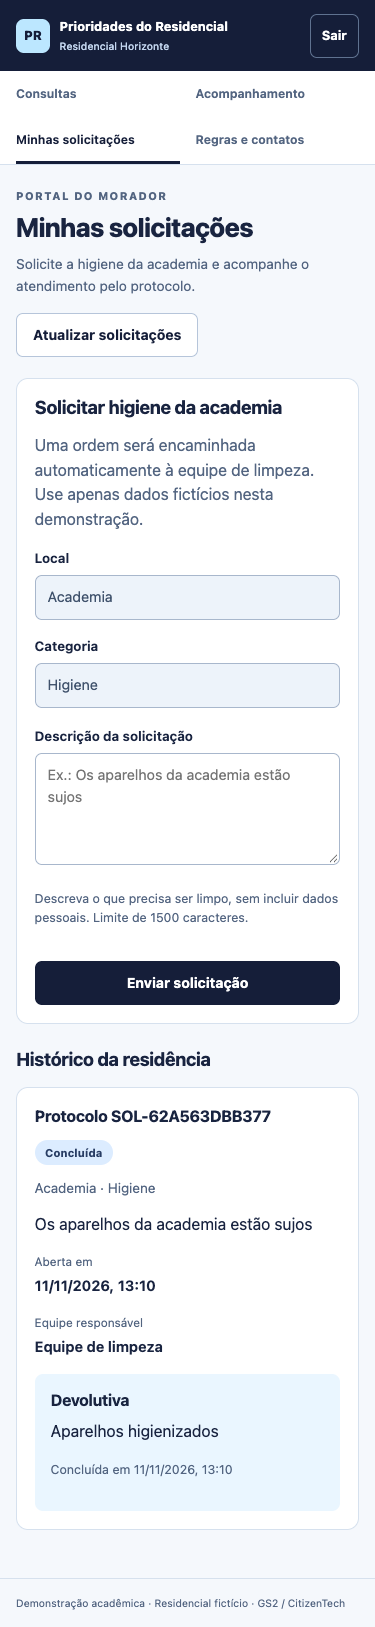 PR
Prioridades do Residencial
Residencial Horizonte
Sair
Consultas
Acompanhamento
Minhas solicitações
Regras e contatos
PORTAL DO MORADOR
Minhas solicitações
Solicite a higiene da academia e acompanhe o
atendimento pelo protocolo.
Atualizar solicitações
Solicitar higiene da academia
Uma ordem será encaminhada
automaticamente à equipe de limpeza.
Use apenas dados fictícios nesta
demonstração.
Local
Academia
Categoria
Higiene
Descrição da solicitação
Ex.: Os aparelhos da academia estão
sujos
Descreva o que precisa ser limpo, sem incluir dados
pessoais. Limite de 1500 caracteres.
Enviar solicitação
Histórico da residência
Protocolo SOL-62A563DBB377
Concluída
Academia · Higiene
Os aparelhos da academia estão sujos
Aberta em
11/11/2026, 13:10
Equipe responsável
Equipe de limpeza
Devolutiva
Aparelhos higienizados
Concluída em 11/11/2026, 13:10
Demonstração acadêmica · Residencial fictício · GS2 / CitizenTech